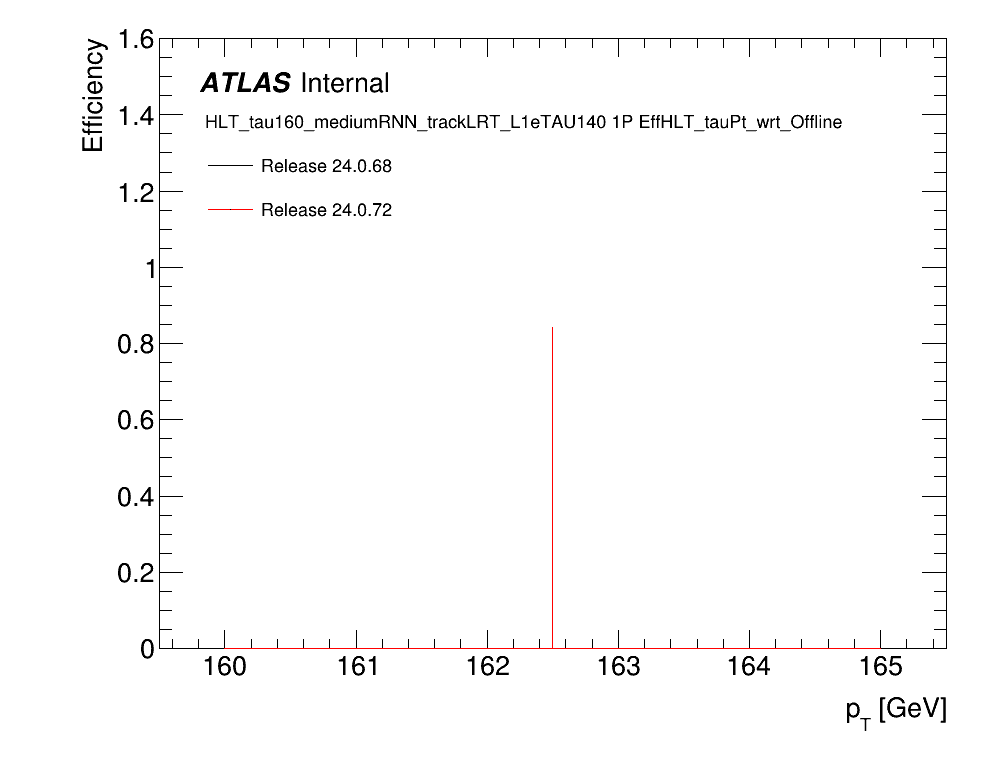 Efficiency
1.6
1.4
1.2
1
0.8
0.6
0.4
0.2
0
ATLAS Internal
HLT_tau160_mediumRNN_trackLRT_L1eTAU140 1P EffHLT_tauPt_wrt_Offline
Release 24.0.68
Release 24.0.72
160 161 162 163 164 165
p_T [GeV]